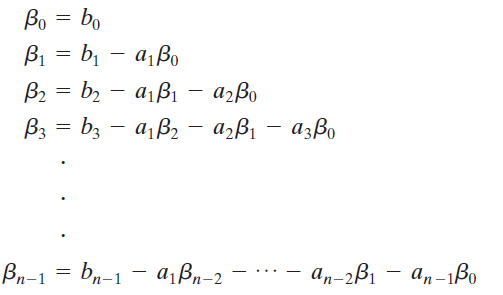 β₀ = b₀
β₁ = b₁ − a₁β₀
β₂ = b₂ − a₁β₁ − a₂β₀
β₃ = b₃ − a₁β₂ − a₂β₁ − a₃β₀
.
.
.
βₙ₋₁ = bₙ₋₁ − a₁βₙ₋₂ − ··· − aₙ₋₂β₁ − aₙ₋₁β₀